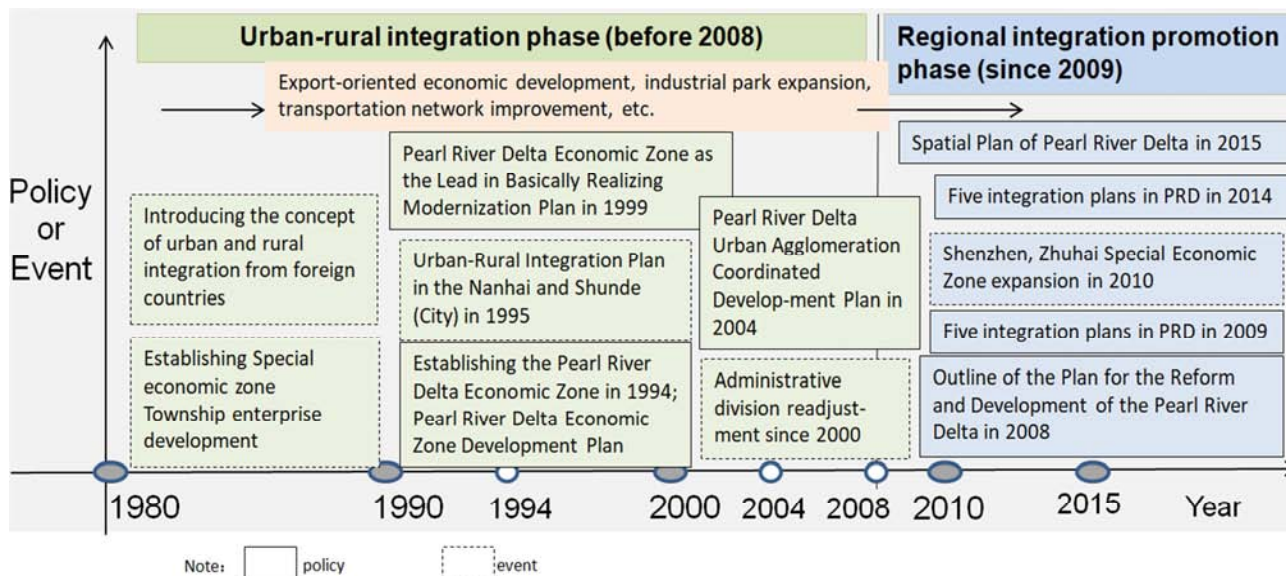 Urban-rural integration phase (before 2008)
Regional integration promotion
phase (since 2009)
Export-oriented economic development, industrial park expansion,
transportation network improvement, etc.
Policy
or
Event
Introducing the concept
of urban and rural
integration from foreign
countries
Establishing Special
economic zone
Township enterprise
development
Pearl River Delta Economic Zone as
the Lead in Basically Realizing
Modernization Plan in 1999
Urban-Rural Integration Plan
in the Nanhai and Shunde
(City) in 1995
Establishing the Pearl River
Delta Economic Zone in 1994;
Pearl River Delta Economic
Zone Development Plan
Pearl River Delta
Urban Agglomeration
Coordinated
Develop-ment Plan in
2004
Administrative
division readjust-
ment since 2000
Spatial Plan of Pearl River Delta in 2015
Five integration plans in PRD in 2014
Shenzhen, Zhuhai Special Economic
Zone expansion in 2010
Five integration plans in PRD in 2009
Outline of the Plan for the Reform
and Development of the Pearl River
Delta in 2008
1980 1990 1994 2000 2004 2008 2010 2015 Year
Note: policy event